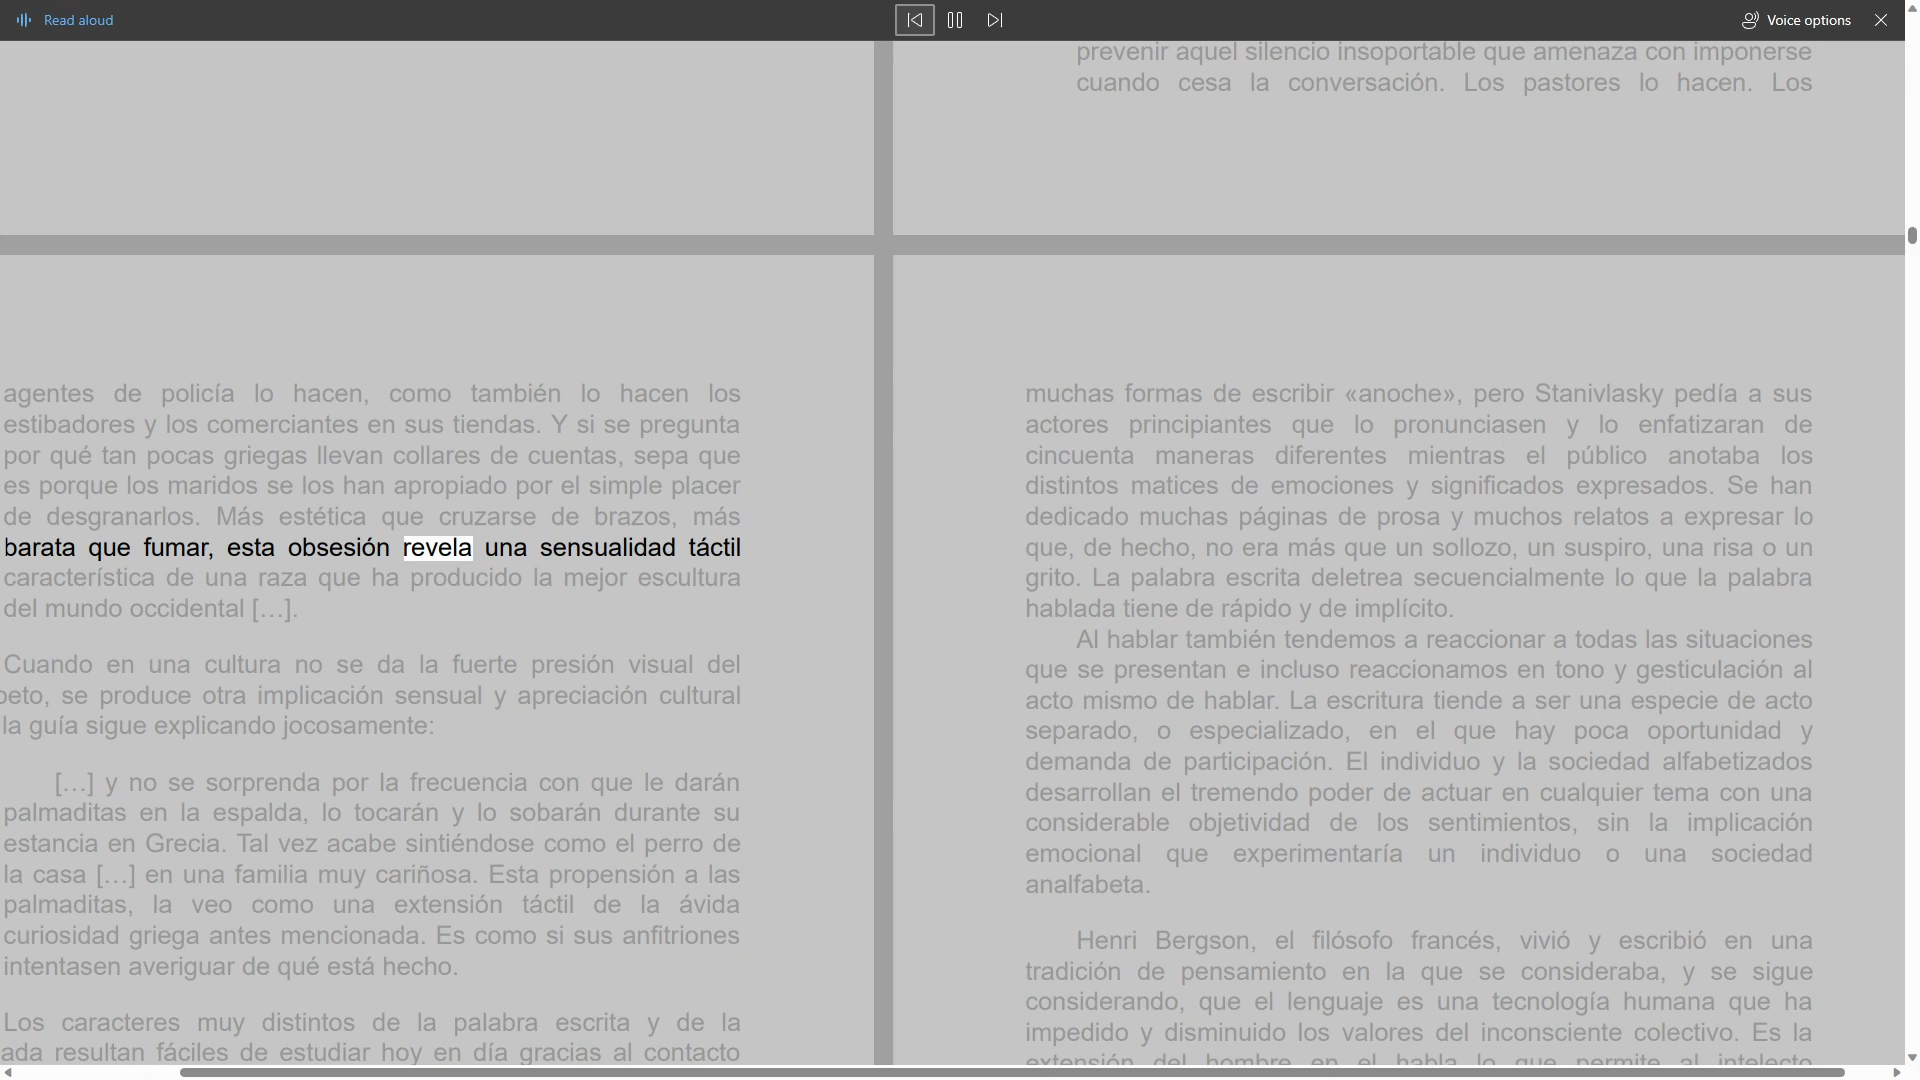 Read aloud
Voice options
prevenir aquel silencio insoportable que amenaza con imponerse
cuando cesa la conversación. Los pastores lo hacen. Los
agentes de policía lo hacen, como también lo hacen los
estibadores y los comerciantes en sus tiendas. Y si se pregunta
por qué tan pocas griegas llevan collares de cuentas, sepa que
es porque los maridos se los han apropiado por el simple placer
de desgranarlos. Más estética que cruzarse de brazos, más
barata que fumar, esta obsesión revela una sensualidad táctil
característica de una raza que ha producido la mejor escultura
del mundo occidental […].
Cuando en una cultura no se da la fuerte presión visual del
beto, se produce otra implicación sensual y apreciación cultural
la guía sigue explicando jocosamente:
[…] y no se sorprenda por la frecuencia con que le darán
palmaditas en la espalda, lo tocarán y lo sobarán durante su
estancia en Grecia. Tal vez acabe sintiéndose como el perro de
la casa […] en una familia muy cariñosa. Esta propensión a las
palmaditas, la veo como una extensión táctil de la ávida
curiosidad griega antes mencionada. Es como si sus anfitriones
intentasen averiguar de qué está hecho.
Los caracteres muy distintos de la palabra escrita y de la
ada resultan fáciles de estudiar hoy en día gracias al contacto
muchas formas de escribir «anoche», pero Stanivlasky pedía a sus
actores principiantes que lo pronunciasen y lo enfatizaran de
cincuenta maneras diferentes mientras el público anotaba los
distintos matices de emociones y significados expresados. Se han
dedicado muchas páginas de prosa y muchos relatos a expresar lo
que, de hecho, no era más que un sollozo, un suspiro, una risa o un
grito. La palabra escrita deletrea secuencialmente lo que la palabra
hablada tiene de rápido y de implícito.
Al hablar también tendemos a reaccionar a todas las situaciones
que se presentan e incluso reaccionamos en tono y gesticulación al
acto mismo de hablar. La escritura tiende a ser una especie de acto
separado, o especializado, en el que hay poca oportunidad y
demanda de participación. El individuo y la sociedad alfabetizados
desarrollan el tremendo poder de actuar en cualquier tema con una
considerable objetividad de los sentimientos, sin la implicación
emocional que experimentaría un individuo o una sociedad
analfabeta.
Henri Bergson, el filósofo francés, vivió y escribió en una
tradición de pensamiento en la que se consideraba, y se sigue
considerando, que el lenguaje es una tecnología humana que ha
impedido y disminuido los valores del inconsciente colectivo. Es la
extensión del hombre en el habla lo que permite al intelecto